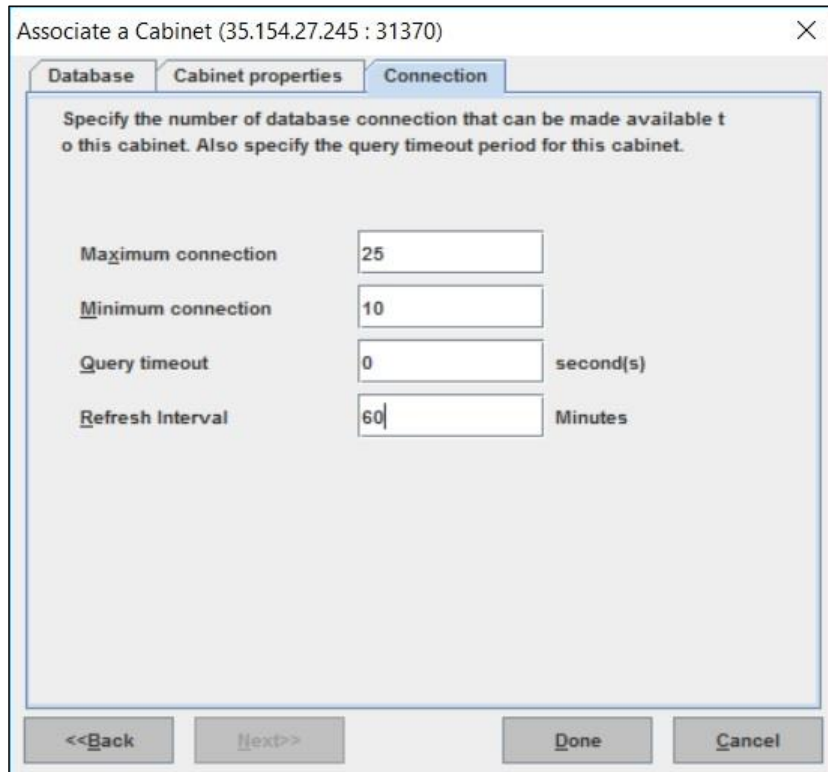 Associate a Cabinet (35.154.27.245 : 31370)
Database Cabinet properties Connection
Specify the number of database connection that can be made available t
o this cabinet. Also specify the query timeout period for this cabinet.
Maximum connection 25
Minimum connection 10
Query timeout 0 second(s)
Refresh Interval 60 Minutes
<<Back Next>> Done Cancel